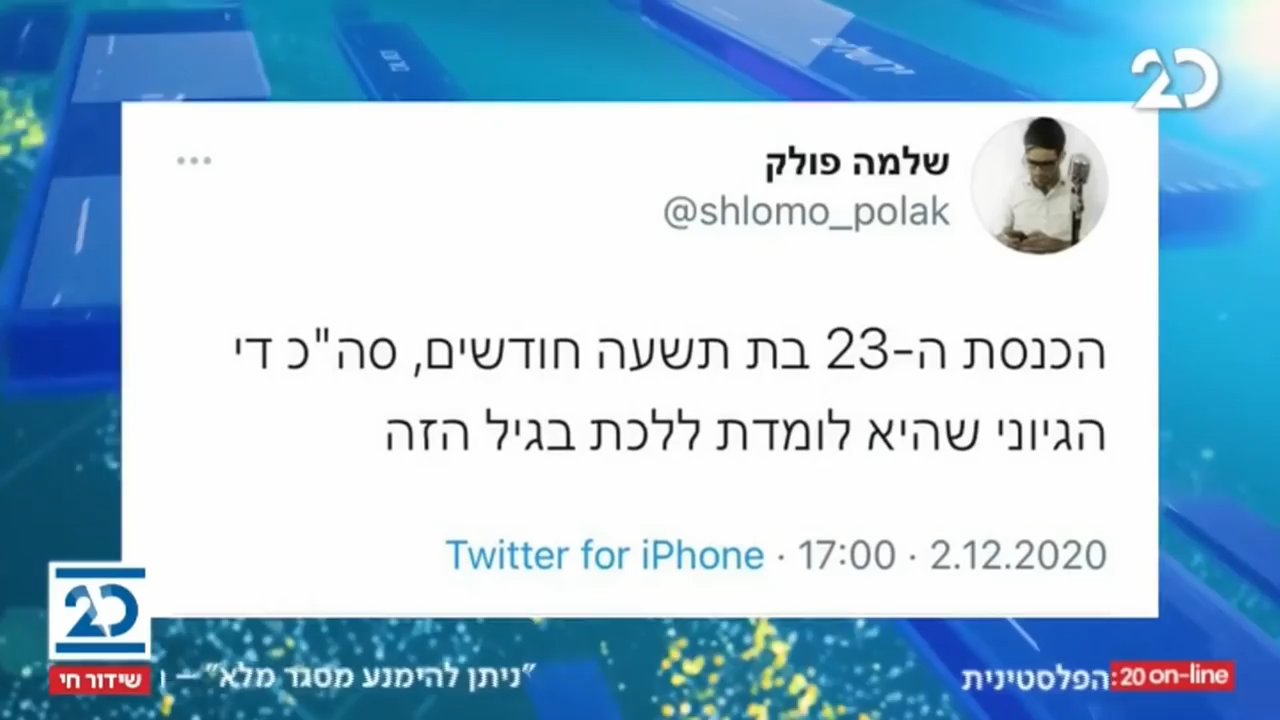 20
שלמה פולק
@shlomo_polak
הכנסת ה-23 בת תשעה חודשים, סה"כ די
הגיוני שהיא לומדת ללכת בגיל הזה
Twitter for iPhone · 17:00 · 2.12.2020
20
שידור חי
20 on-line: הפלסטינית
"ניתן להימנע מסגר מלא" –